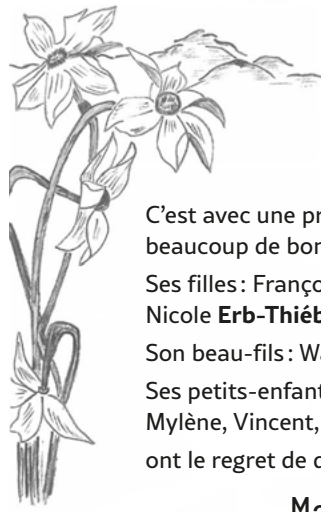 C'est avec une pr
beaucoup de bon
Ses filles : Franço
Nicole Erb-Thiéb
Son beau-fils : Wa
Ses petits-enfant
Mylène, Vincent,
ont le regret de d